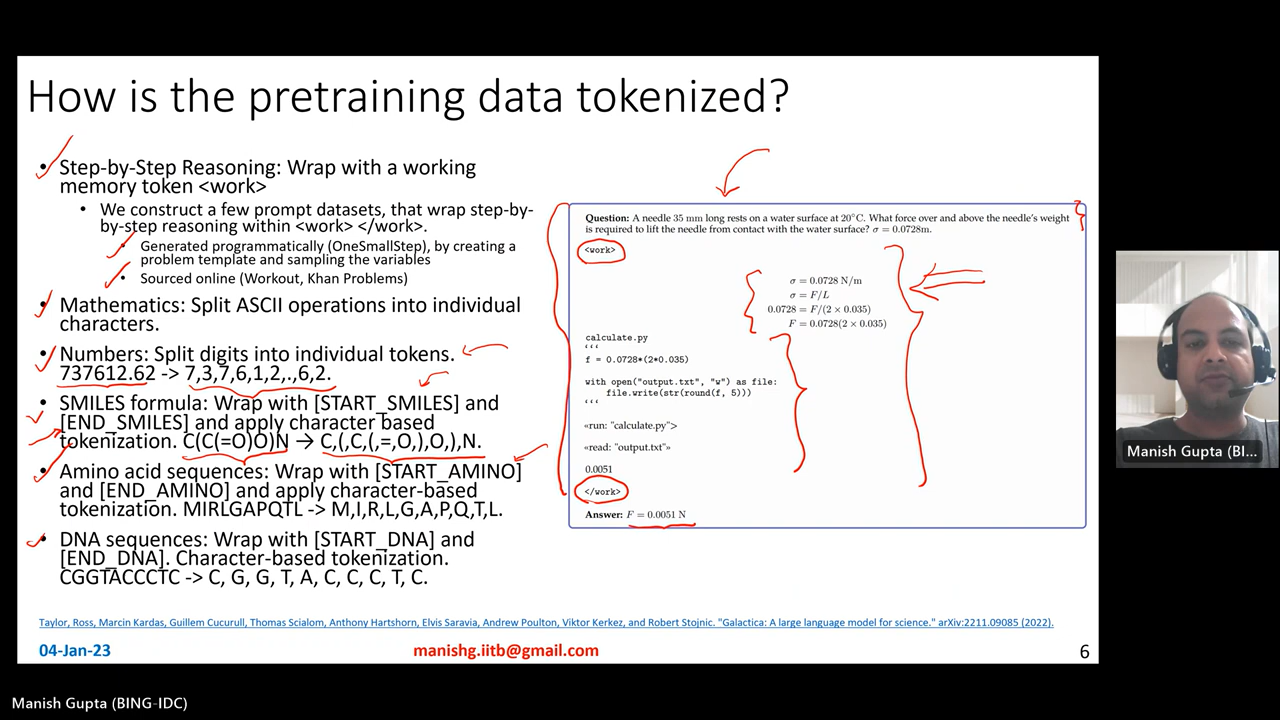 How is the pretraining data tokenized?
• Step-by-Step Reasoning: Wrap with a working
memory token <work>
• We construct a few prompt datasets, that wrap step-by-
by-step reasoning within <work> </work>.
• Generated programmatically (OneSmallStep), by creating a
problem template and sampling the variables
• Sourced online (Workout, Khan Problems)
• Mathematics: Split ASCII operations into individual
characters.
• Numbers: Split digits into individual tokens.
737612.62 -> 7,3,7,6,1,2,.,6,2.
• SMILES formula: Wrap with [START_SMILES] and
[END_SMILES] and apply character based
tokenization. C(C(=O)O)N → C,(,C,(,=,O,),O,),N.
• Amino acid sequences: Wrap with [START_AMINO]
and [END_AMINO] and apply character-based
tokenization. MIRLGAPQTL -> M,I,R,L,G,A,P,Q,T,L.
• DNA sequences: Wrap with [START_DNA] and
[END_DNA]. Character-based tokenization.
CGGTACCCTC -> C, G, G, T, A, C, C, C, T, C.
Question: A needle 35 mm long rests on a water surface at 20°C. What force over and above the needle's weight
is required to lift the needle from contact with the water surface? σ = 0.0728m.
<work>
σ = 0.0728 N/m
σ = F/L
0.0728 = F/(2 × 0.035)
F = 0.0728(2 × 0.035)
calculate.py
‘‘‘
f = 0.0728*(2*0.035)
with open("output.txt", "w") as file:
file.write(str(round(f, 5)))
‘‘‘
«run: "calculate.py">
«read: "output.txt"»
0.0051
</work>
Answer: F = 0.0051 N
Taylor, Ross, Marcin Kardas, Guillem Cucurull, Thomas Scialom, Anthony Hartshorn, Elvis Saravia, Andrew Poulton, Viktor Kerkez, and Robert Stojnic. "Galactica: A large language model for science." arXiv:2211.09085 (2022).
04-Jan-23
manishg.iitb@gmail.com
6
Manish Gupta (BI...
Manish Gupta (BING-IDC)